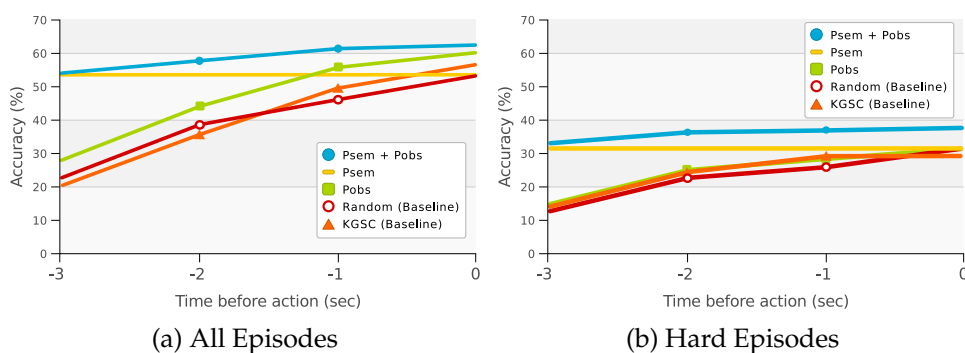 70
60
50
40
30
20
10
0
Accuracy (%)
-3
-2
-1
0
Time before action (sec)
Psem + Pobs
Psem
Pobs
Random (Baseline)
KGSC (Baseline)
(a) All Episodes
70
60
50
40
30
20
10
0
Accuracy (%)
-3
-2
-1
0
Time before action (sec)
Psem + Pobs
Psem
Pobs
Random (Baseline)
KGSC (Baseline)
(b) Hard Episodes